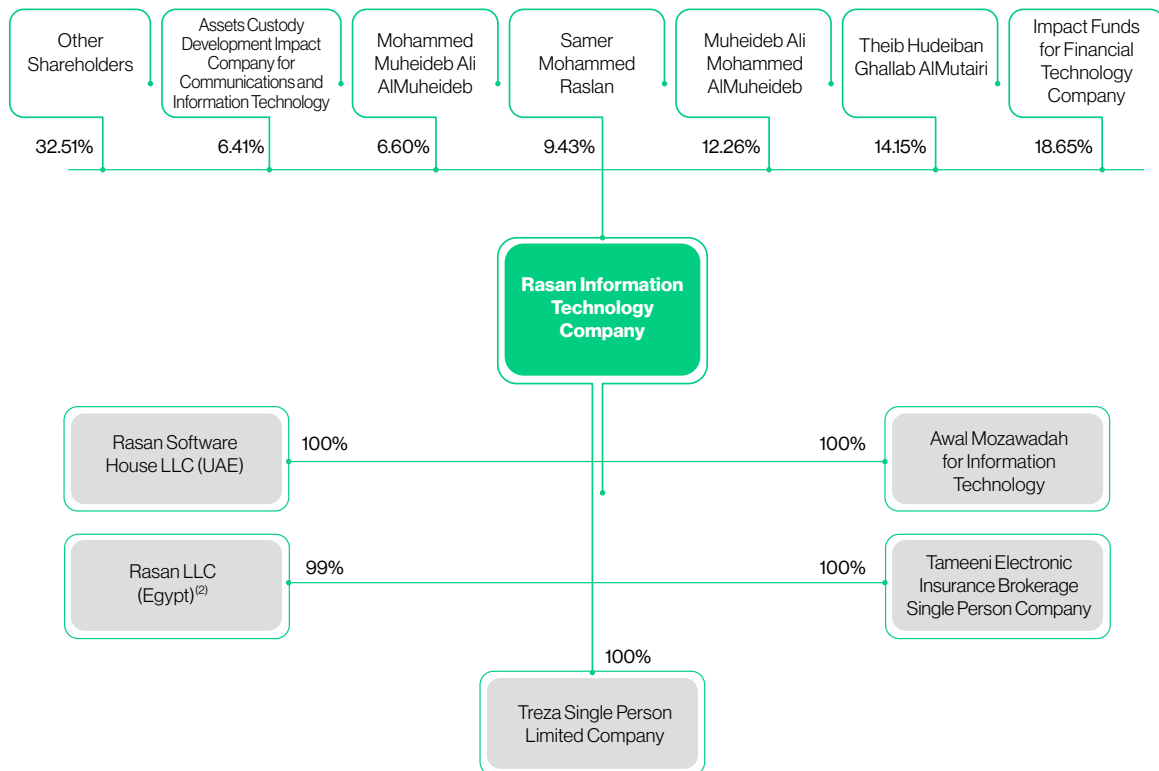 Other
Shareholders
Assets Custody
Development Impact
Company for
Communications and
Information Technology
Mohammed
Muheideb Ali
AlMuheideb
Samer
Mohammed
Raslan
Muheideb Ali
Mohammed
AlMuheideb
Theib Hudeiban
Ghallab AlMutairi
Impact Funds
for Financial
Technology
Company
32.51%
6.41%
6.60%
9.43%
12.26%
14.15%
18.65%
Rasan Information
Technology
Company
Rasan Software
House LLC (UAE)
100%
100%
Awal Mozawadah
for Information
Technology
Rasan LLC
(Egypt)(2)
99%
100%
Tameeni Electronic
Insurance Brokerage
Single Person Company
100%
Treza Single Person
Limited Company